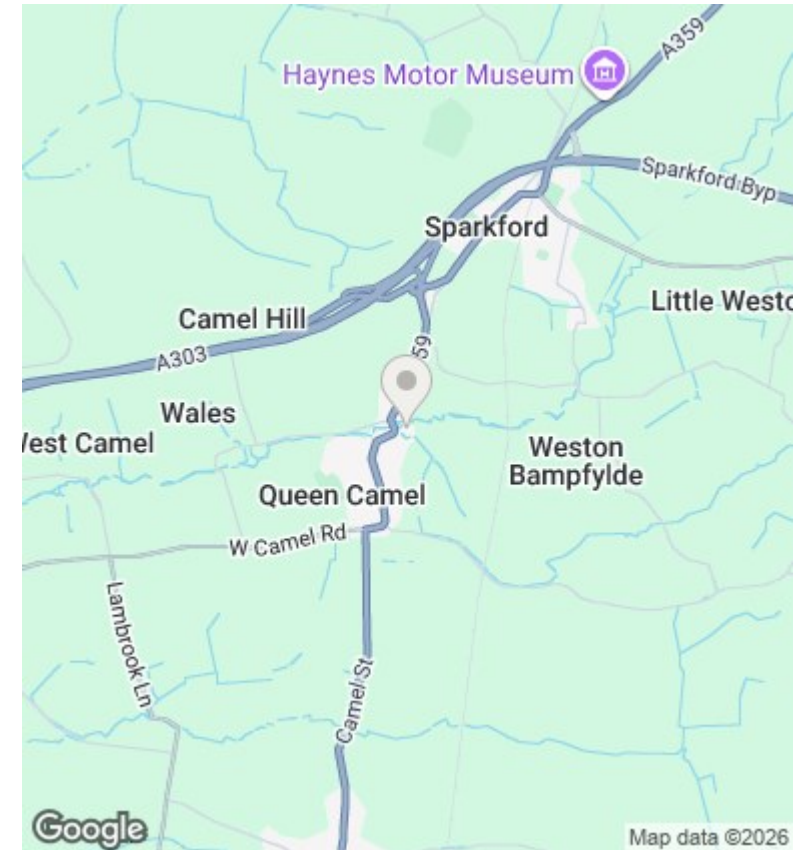 A359
Haynes Motor Museum
Sparkford Byp
Sparkford
Little Westo
Camel Hill
A303
59
Wales
West Camel
Weston
Bampfylde
Queen Camel
W Camel Rd
Lambrook Ln
Camel St
Google
Map data ©2026